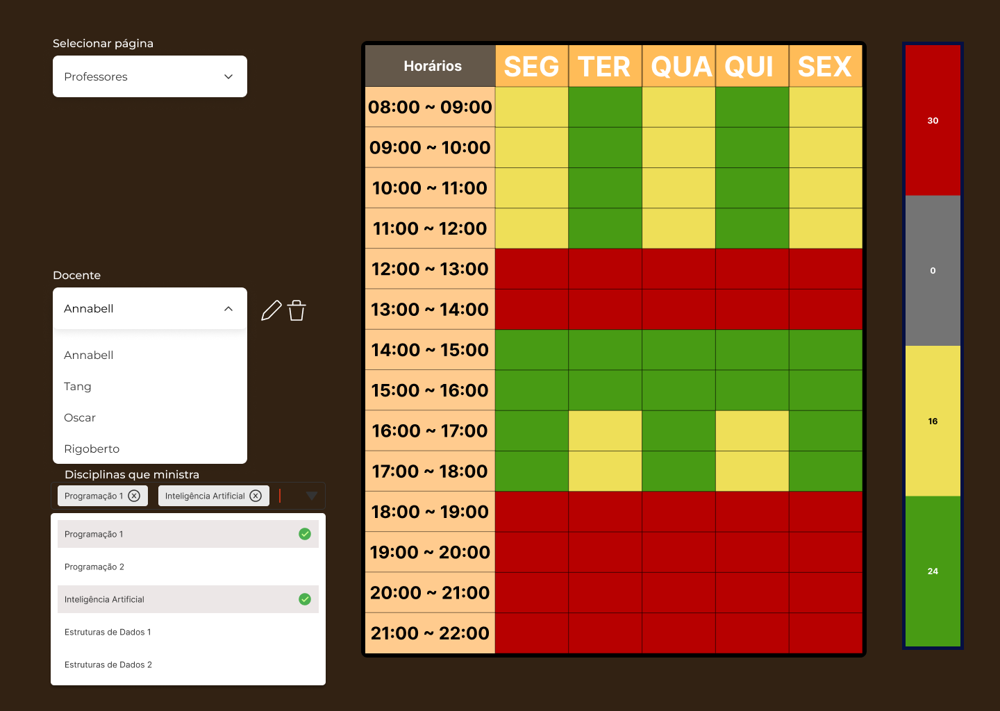 Selecionar página
Professores
Docente
Annabell
Annabell
Tang
Oscar
Rigoberto
Disciplinas que ministra
Programação 1
Inteligência Artificial
Programação 1
Programação 2
Inteligência Artificial
Estruturas de Dados 1
Estruturas de Dados 2
Horários SEG TER QUA QUI SEX
08:00 ~ 09:00
09:00 ~ 10:00
10:00 ~ 11:00
11:00 ~ 12:00
12:00 ~ 13:00
13:00 ~ 14:00
14:00 ~ 15:00
15:00 ~ 16:00
16:00 ~ 17:00
17:00 ~ 18:00
18:00 ~ 19:00
19:00 ~ 20:00
20:00 ~ 21:00
21:00 ~ 22:00
30
0
16
24